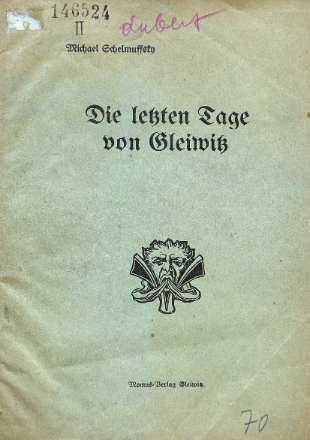 146524
II
dubert
Michael Schelmuffsky
Die letzten Tage
von Gleiwitz
Momus-Verlag Gleiwitz.
70